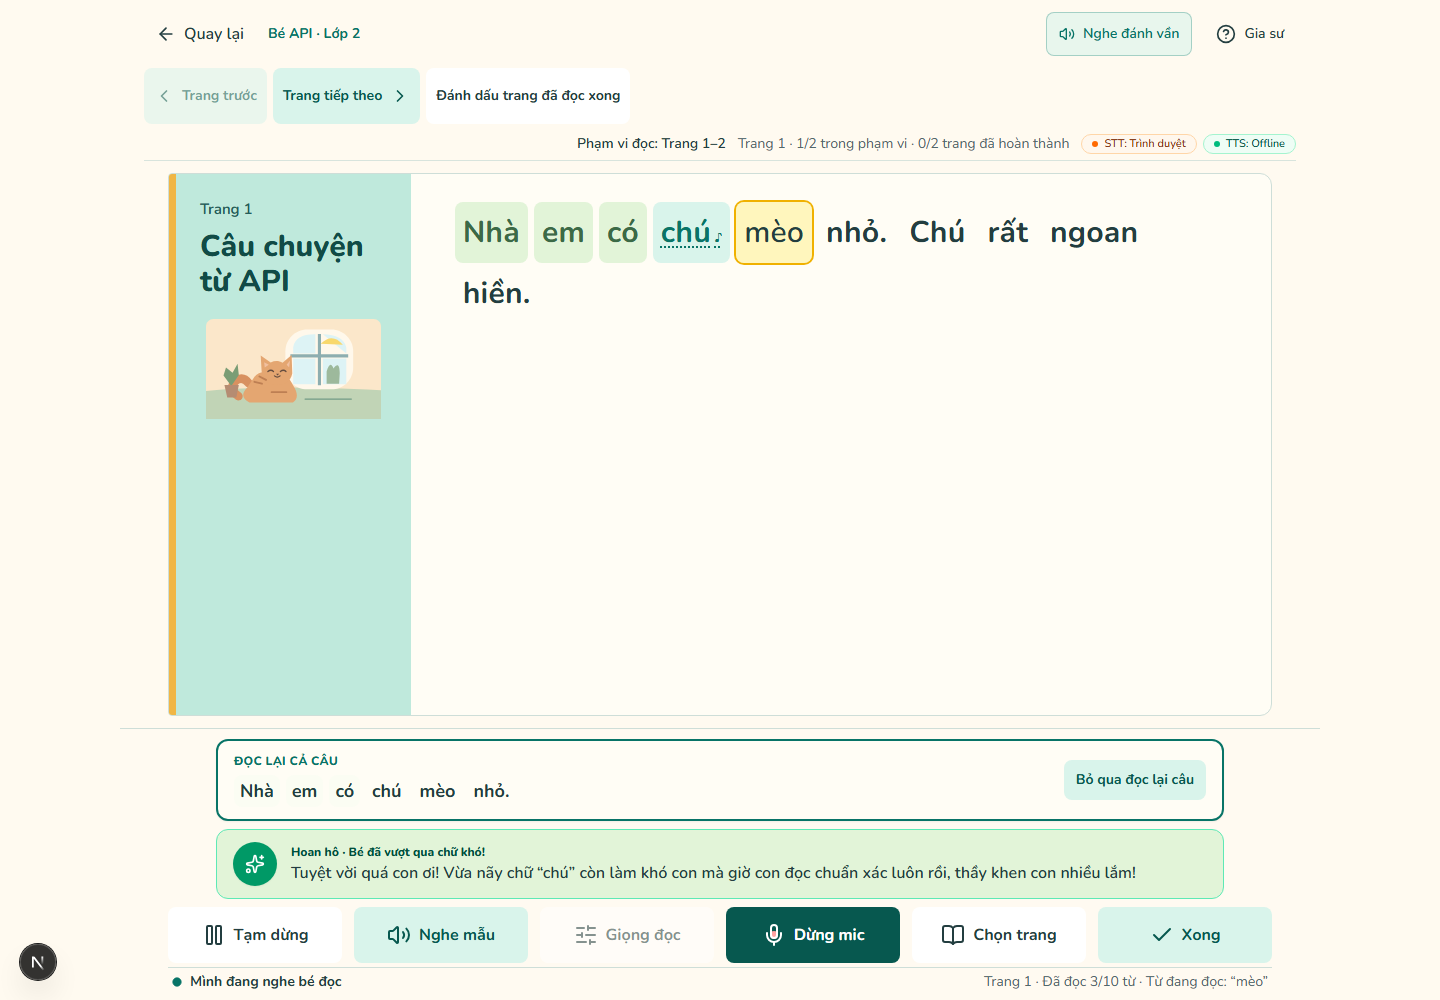 Quay lại
Bé API · Lớp 2
Nghe đánh vần
Gia sư
Trang trước
Trang tiếp theo
Đánh dấu trang đã đọc xong
Phạm vi đọc: Trang 1–2
Trang 1 · 1/2 trong phạm vi · 0/2 trang đã hoàn thành
STT: Trình duyệt
TTS: Offline
Trang 1
Câu chuyện
từ API
Nhà em có chú♪ mèo nhỏ. Chú rất ngoan
hiền.
ĐỌC LẠI CẢ CÂU
Nhà em có chú mèo nhỏ.
Bỏ qua đọc lại câu
Hoan hô · Bé đã vượt qua chữ khó!
Tuyệt vời quá con ơi! Vừa nãy chữ “chú” còn làm khó con mà giờ con đọc chuẩn xác luôn rồi, thầy khen con nhiều lắm!
Tạm dừng
Nghe mẫu
Giọng đọc
Dừng mic
Chọn trang
Xong
N
Mình đang nghe bé đọc
Trang 1 · Đã đọc 3/10 từ · Từ đang đọc: “mèo”